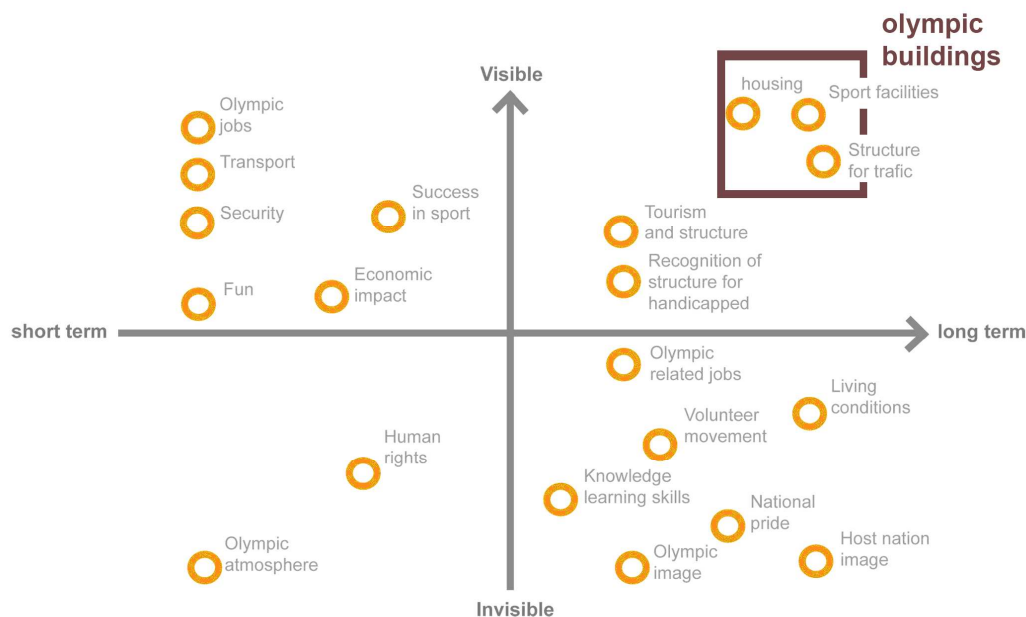 olympic
buildings
Visible
housing
Sport facilities
Structure
for trafic
Olympic
jobs
Transport
Security
Success
in sport
Fun
Economic
impact
Tourism
and structure
Recognition of
structure for
handicapped
short term
long term
Olympic
related jobs
Living
conditions
Volunteer
movement
Human
rights
Knowledge
learning skills
National
pride
Olympic
atmosphere
Olympic
image
Host nation
image
Invisible